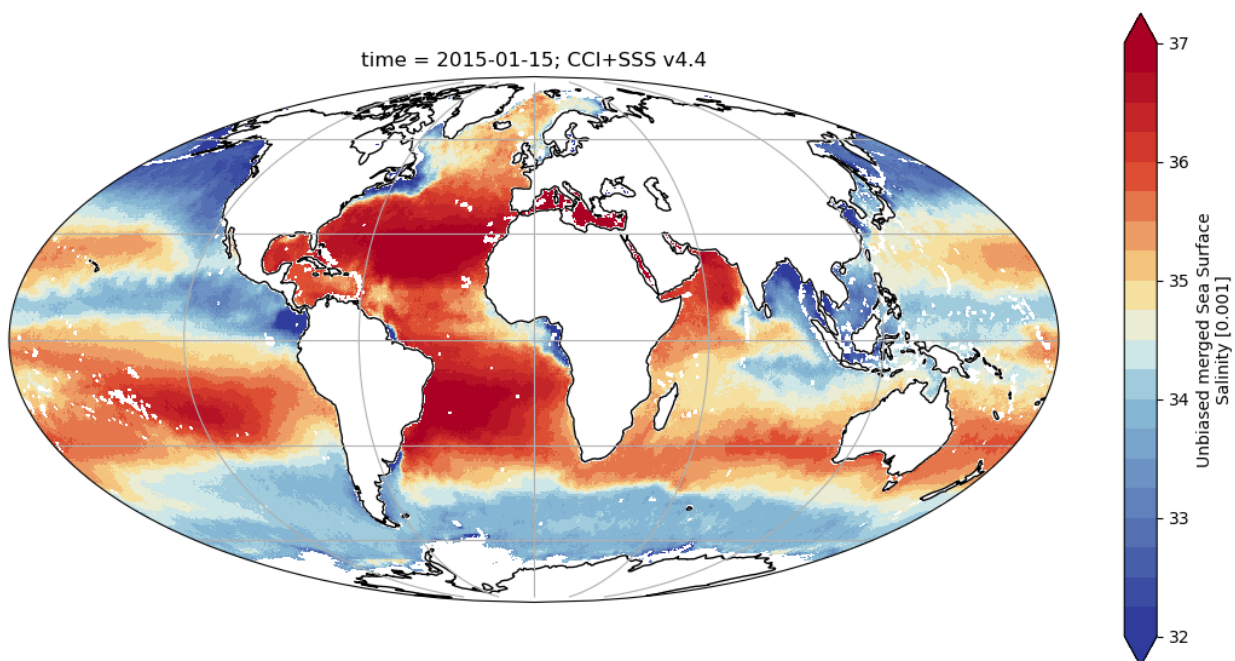 time = 2015-01-15; CCI+SSS v4.4
37
36
35
34
33
32
Unbiased merged Sea Surface
Salinity [0.001]